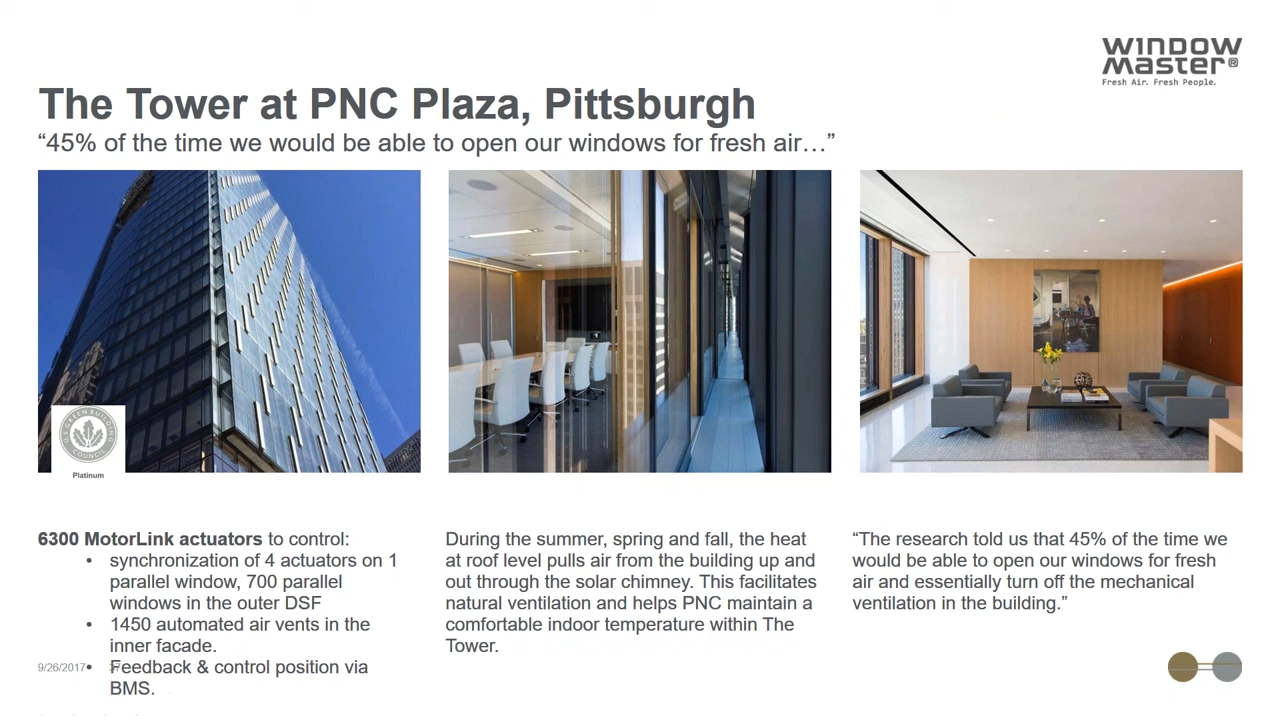 WINDOW
Master®
Fresh Air. Fresh People.
The Tower at PNC Plaza, Pittsburgh
“45% of the time we would be able to open our windows for fresh air…”
U.S. GREEN BUILDING COUNCIL
Platinum
6300 MotorLink actuators to control:
• synchronization of 4 actuators on 1
parallel window, 700 parallel
windows in the outer DSF
• 1450 automated air vents in the
inner facade.
• Feedback & control position via
BMS.
During the summer, spring and fall, the heat
at roof level pulls air from the building up and
out through the solar chimney. This facilitates
natural ventilation and helps PNC maintain a
comfortable indoor temperature within The
Tower.
“The research told us that 45% of the time we
would be able to open our windows for fresh
air and essentially turn off the mechanical
ventilation in the building.”
9/26/2017